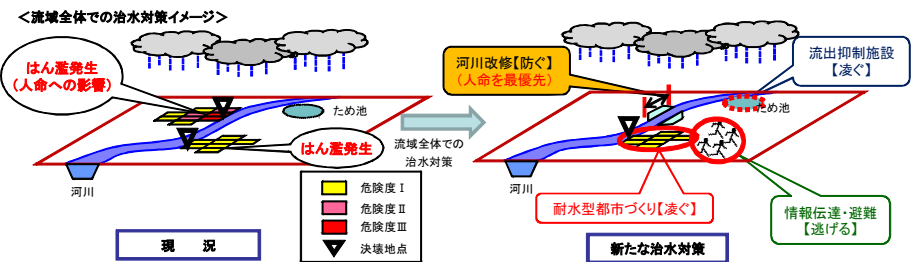 ＜流域全体での治水対策イメージ＞
はん濫発生
（人命への影響）
ため池
はん濫発生
河川
危険度Ⅰ
危険度Ⅱ
危険度Ⅲ
決壊地点
現　況
流域全体での
治水対策
河川改修【防ぐ】
（人命を最優先）
流出抑制施設
【凌ぐ】
ため池
河川
耐水型都市づくり【凌ぐ】
情報伝達・避難
【逃げる】
新たな治水対策